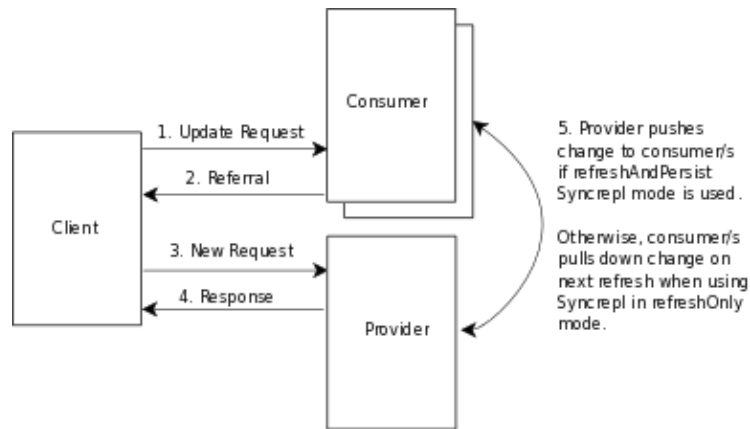 Consumer
1. Update Request
2. Referral
Client
3. New Request
4. Response
Provider
5. Provider pushes
change to consumer/s
if refreshAndPersist
Syncrepl mode is used.
Otherwise, consumer/s
pulls down change on
next refresh when using
Syncrepl in refreshOnly
mode.